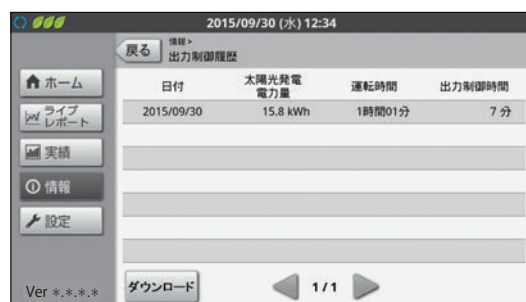 2015/09/30 (水) 12:34
戻る
情報>
出力制御履歴
ホーム
ライブ
レポート
実績
情報
設定
Ver *.*.*.*
日付
太陽光発電
電力量
運転時間
出力制御時間
2015/09/30
15.8 kWh
1時間01分
7 分
ダウンロード
1/1